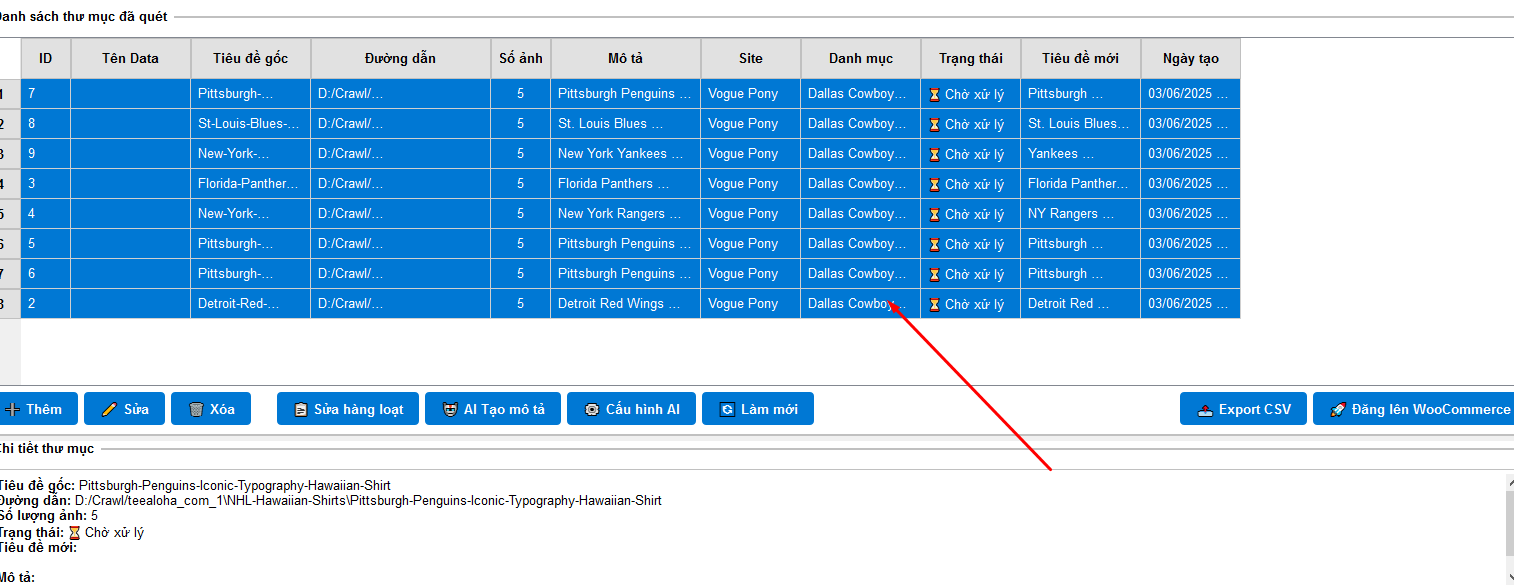 Danh sách thư mục đã quét
ID Tên Data Tiêu đề gốc Đường dẫn Số ảnh Mô tả Site Danh mục Trạng thái Tiêu đề mới Ngày tạo
1 7 Pittsburgh-... D:/Crawl/... 5 Pittsburgh Penguins ... Vogue Pony Dallas Cowboy... ⏳ Chờ xử lý Pittsburgh ... 03/06/2025 ...
2 8 St-Louis-Blues-... D:/Crawl/... 5 St. Louis Blues ... Vogue Pony Dallas Cowboy... ⏳ Chờ xử lý St. Louis Blues... 03/06/2025 ...
3 9 New-York-... D:/Crawl/... 5 New York Yankees ... Vogue Pony Dallas Cowboy... ⏳ Chờ xử lý Yankees ... 03/06/2025 ...
4 3 Florida-Panther... D:/Crawl/... 5 Florida Panthers ... Vogue Pony Dallas Cowboy... ⏳ Chờ xử lý Florida Panther... 03/06/2025 ...
5 4 New-York-... D:/Crawl/... 5 New York Rangers ... Vogue Pony Dallas Cowboy... ⏳ Chờ xử lý NY Rangers ... 03/06/2025 ...
6 5 Pittsburgh-... D:/Crawl/... 5 Pittsburgh Penguins ... Vogue Pony Dallas Cowboy... ⏳ Chờ xử lý Pittsburgh ... 03/06/2025 ...
7 6 Pittsburgh-... D:/Crawl/... 5 Pittsburgh Penguins ... Vogue Pony Dallas Cowboy... ⏳ Chờ xử lý Pittsburgh ... 03/06/2025 ...
8 2 Detroit-Red-... D:/Crawl/... 5 Detroit Red Wings ... Vogue Pony Dallas Cowboy... ⏳ Chờ xử lý Detroit Red ... 03/06/2025 ...
Thêm Sửa Xóa Sửa hàng loạt AI Tạo mô tả Cấu hình AI Làm mới Export CSV Đăng lên WooCommerce
Chi tiết thư mục
Tiêu đề gốc: Pittsburgh-Penguins-Iconic-Typography-Hawaiian-Shirt
Đường dẫn: D:/Crawl/teealoha_com_1\NHL-Hawaiian-Shirts\Pittsburgh-Penguins-Iconic-Typography-Hawaiian-Shirt
Số lượng ảnh: 5
Trạng thái: ⏳ Chờ xử lý
Tiêu đề mới:
Mô tả: